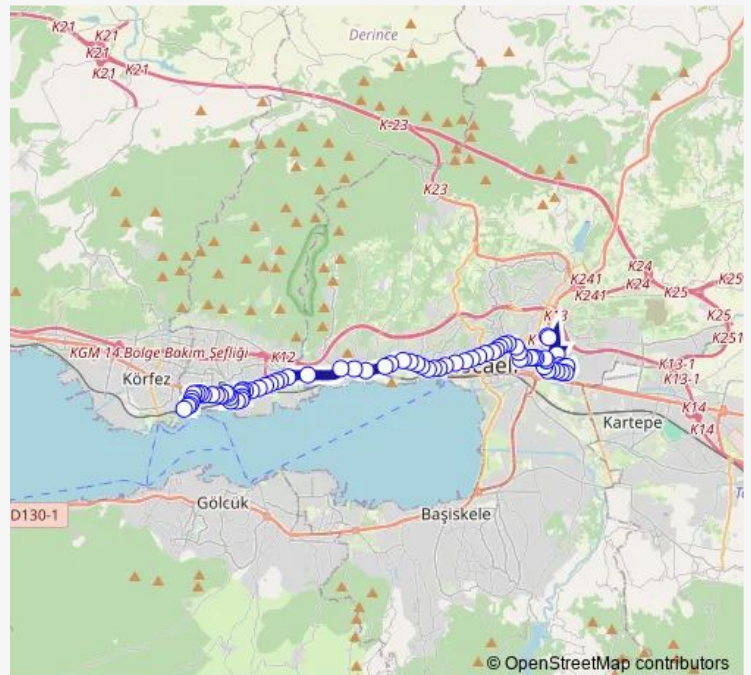 K21
K21
K21
K21
K21
Derince
K-23
K23
K241
K241
K24
K24
K25
K25
K25
K251
K13
KGM 14.Bölge Bakım Şefliği
K12
Körfez
K13-1
K13-1
K14
K14
Kartepe
Gölcük
D130-1
Başiskele
© OpenStreetMap contributors